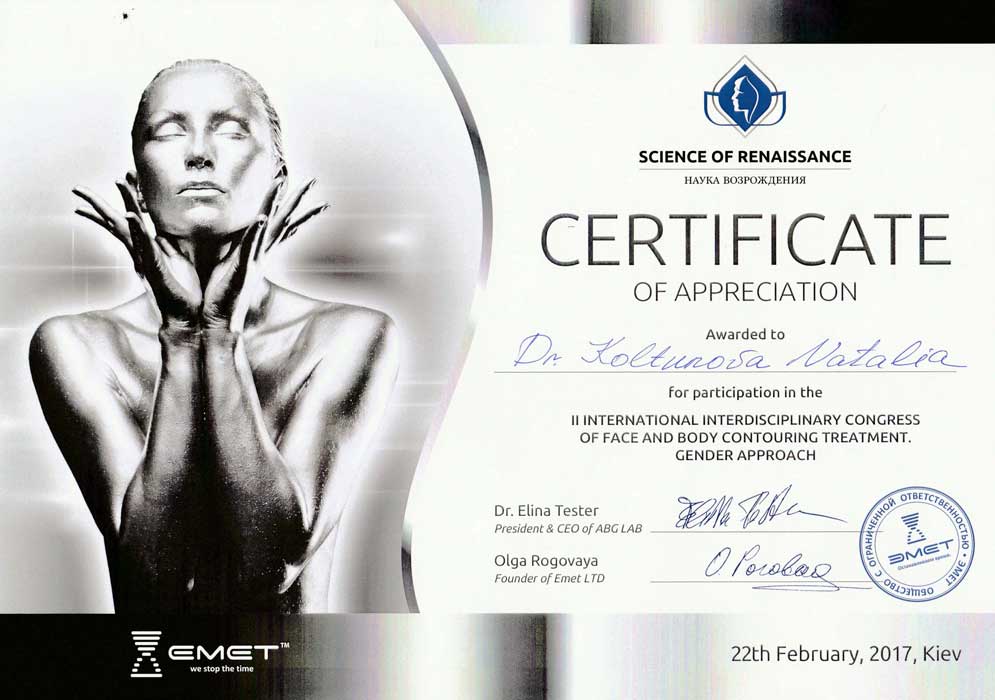 SCIENCE OF RENAISSANCE
НАУКА ВОЗРОЖДЕНИЯ
CERTIFICATE
OF APPRECIATION
Awarded to
Dr. Koltunova Natalia
for participation in the
II INTERNATIONAL INTERDISCIPLINARY CONGRESS
OF FACE AND BODY CONTOURING TREATMENT.
GENDER APPROACH
Dr. Elina Tester
President & CEO of ABG LAB
Olga Rogovaya
Founder of Emet LTD
О. Роговая
ОБЩЕСТВО С ОГРАНИЧЕННОЙ ОТВЕТСТВЕННОСТЬЮ • ЭМЕТ •
ЭМЕТ
Останавливаем время.
EMET™
we stop the time
22th February, 2017, Kiev